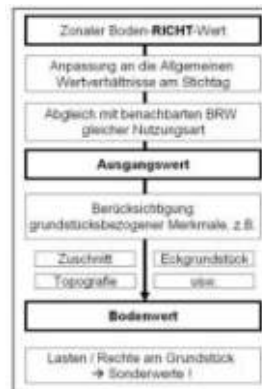 Zonaler Boden-RICHT-Wert
Anpassung an die Allgemeinen
Wertverhältnisse am Stichtag
Abgleich mit benachbarten BRW
gleicher Nutzungsart
Ausgangswert
Berücksichtigung
grundstücksbezogener Merkmale, z.B.
Zuschnitt
Eckgrundstück
Topografie
usw.
Bodenwert
Lasten / Rechte am Grundstück
→ Sonderwerte !